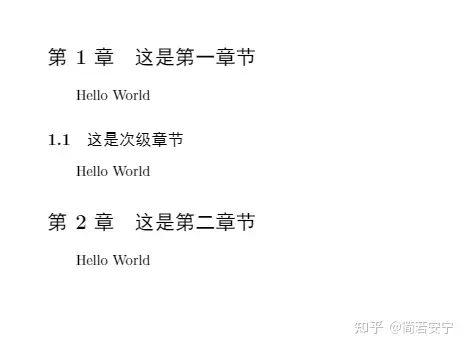 第 1 章 这是第一章节
Hello World
1.1 这是次级章节
Hello World
第 2 章 这是第二章节
Hello World
知乎 @简若安宁